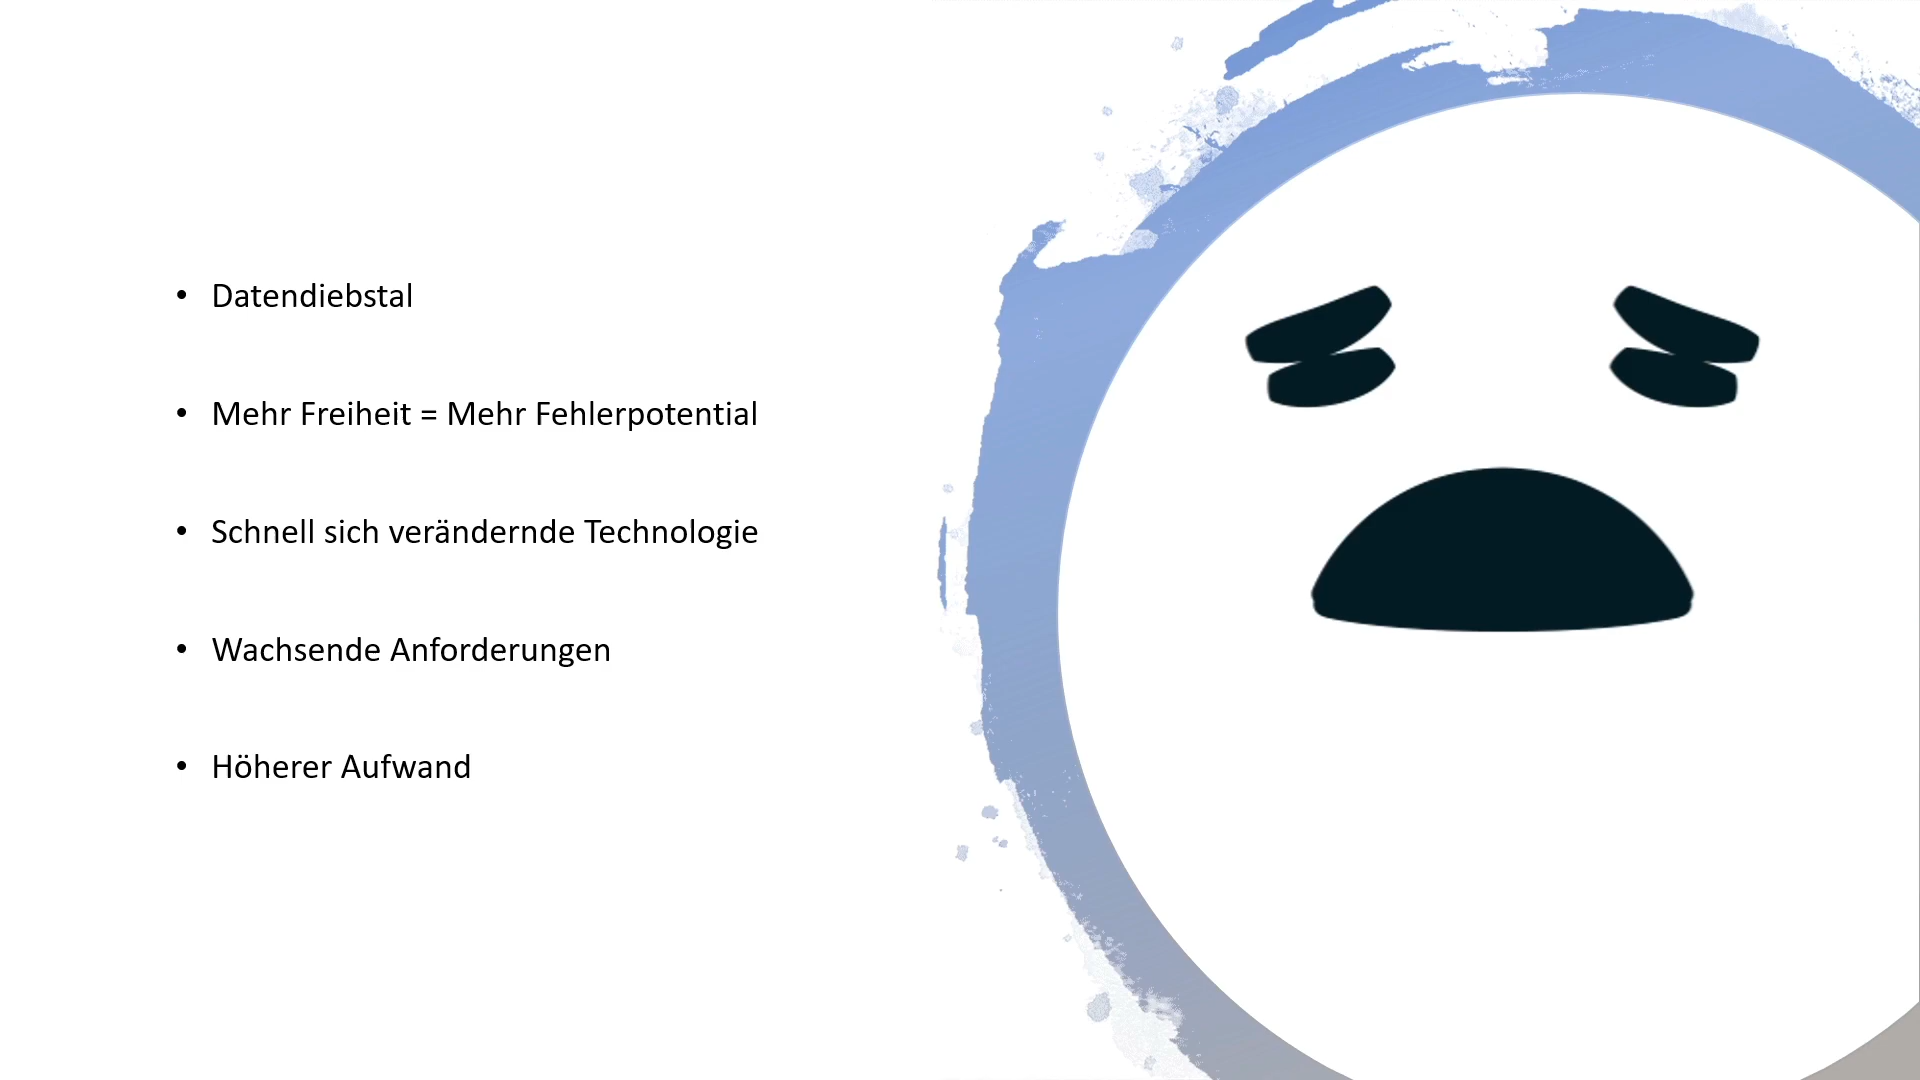 • Datendiebstal
• Mehr Freiheit = Mehr Fehlerpotential
• Schnell sich verändernde Technologie
• Wachsende Anforderungen
• Höherer Aufwand